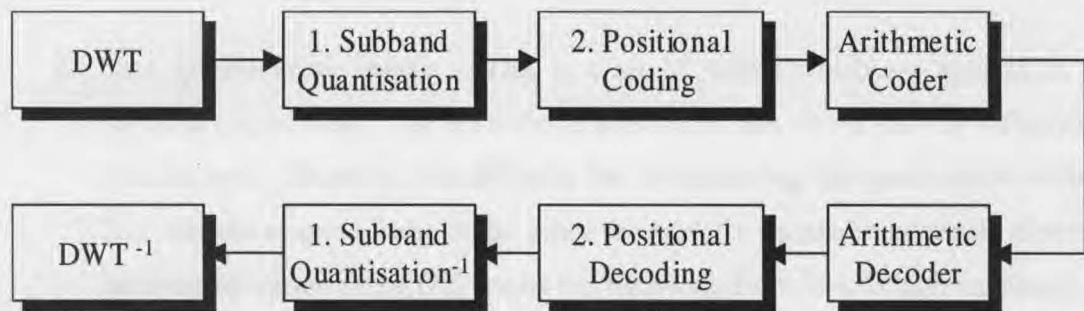 DWT
1. Subband
Quantisation
2. Positional
Coding
Arithmetic
Coder
DWT⁻¹
1. Subband
Quantisation⁻¹
2. Positional
Decoding
Arithmetic
Decoder